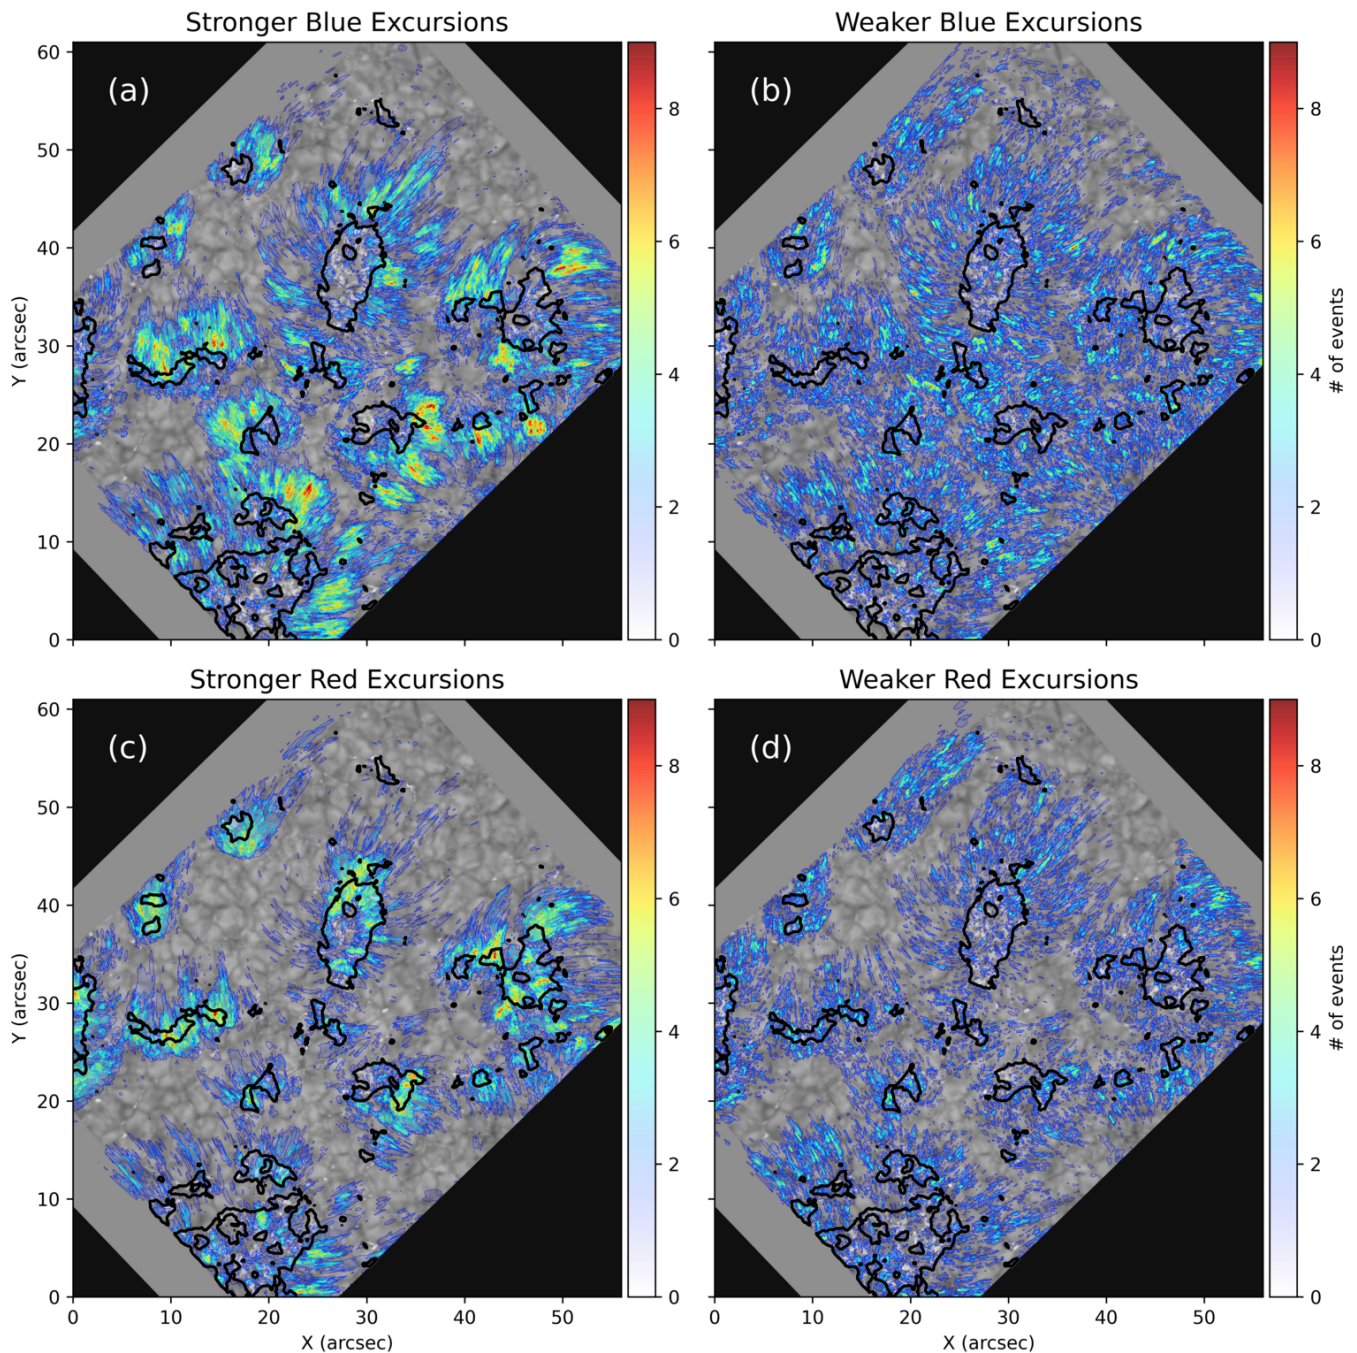 Stronger Blue Excursions
Weaker Blue Excursions
(a)
(b)
60
50
40
30
20
10
0
Y (arcsec)
8
6
4
2
0
8
6
4
2
0
# of events
Stronger Red Excursions
Weaker Red Excursions
(c)
(d)
60
50
40
30
20
10
0
Y (arcsec)
8
6
4
2
0
8
6
4
2
0
# of events
0 10 20 30 40 50
0 10 20 30 40 50
X (arcsec)
X (arcsec)